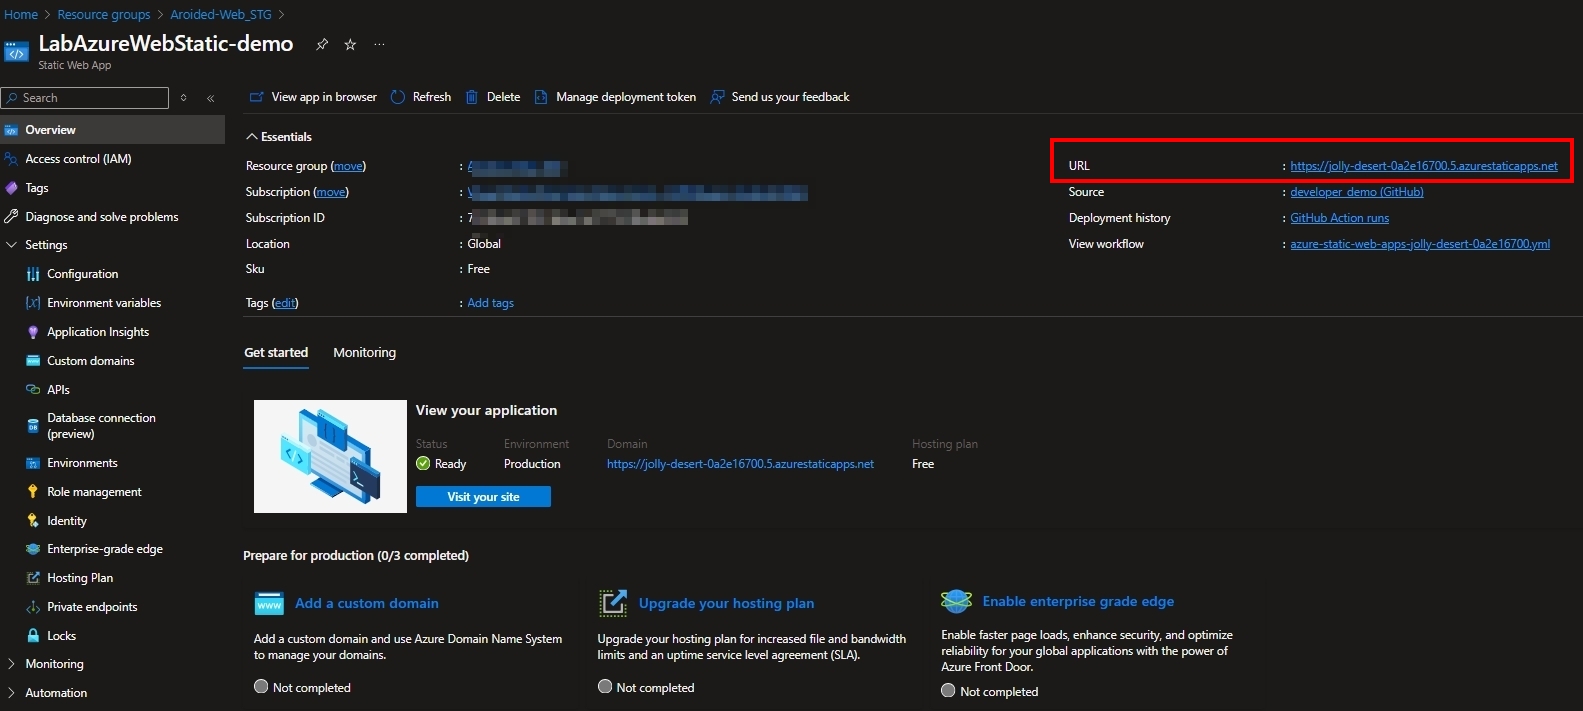 Home > Resource groups > Aroided-Web_STG >
LabAzureWebStatic-demo
Static Web App
Search
View app in browser Refresh Delete Manage deployment token Send us your feedback
Overview
Access control (IAM)
Tags
Diagnose and solve problems
Settings
Configuration
Environment variables
Application Insights
Custom domains
APIs
Database connection
(preview)
Environments
Role management
Identity
Enterprise-grade edge
Hosting Plan
Private endpoints
Locks
Monitoring
Automation
Essentials
Resource group (move) :
Subscription (move) :
Subscription ID : 7
Location : Global
Sku : Free
Tags (edit) : Add tags
URL : https://jolly-desert-0a2e16700.5.azurestaticapps.net
Source : developer_demo (GitHub)
Deployment history : GitHub Action runs
View workflow : azure-static-web-apps-jolly-desert-0a2e16700.yml
Get started Monitoring
View your application
Status Environment Domain Hosting plan
Ready Production https://jolly-desert-0a2e16700.5.azurestaticapps.net Free
Visit your site
Prepare for production (0/3 completed)
Add a custom domain
Add a custom domain and use Azure Domain Name System
to manage your domains.
Not completed
Upgrade your hosting plan
Upgrade your hosting plan for increased file and bandwidth
limits and an uptime service level agreement (SLA).
Not completed
Enable enterprise grade edge
Enable faster page loads, enhance security, and optimize
reliability for your global applications with the power of
Azure Front Door.
Not completed